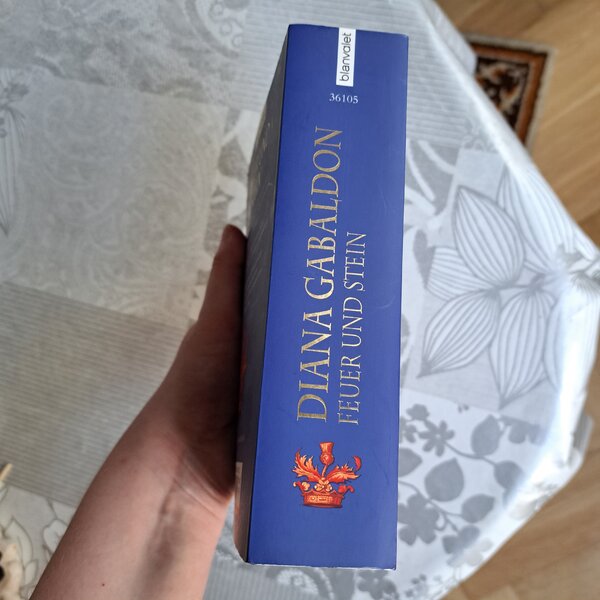 blanvalet
36105
DIANA GABALDON
FEUER UND STEIN